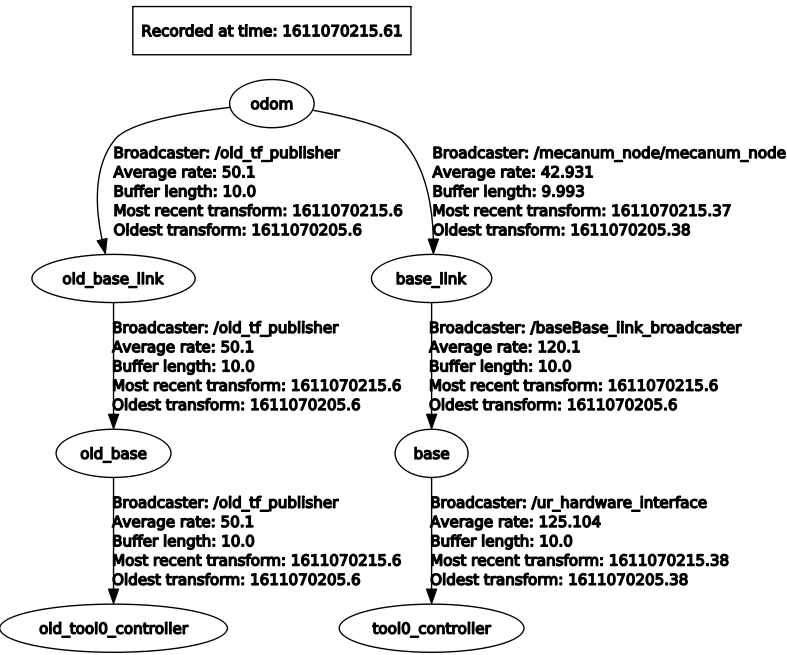 Recorded at time: 1611070215.61
odom
Broadcaster: /old_tf_publisher
Average rate: 50.1
Buffer length: 10.0
Most recent transform: 1611070215.6
Oldest transform: 1611070205.6
Broadcaster: /mecanum_node/mecanum_node
Average rate: 42.931
Buffer length: 9.993
Most recent transform: 1611070215.37
Oldest transform: 1611070205.38
old_base_link
base_link
Broadcaster: /old_tf_publisher
Average rate: 50.1
Buffer length: 10.0
Most recent transform: 1611070215.6
Oldest transform: 1611070205.6
Broadcaster: /baseBase_link_broadcaster
Average rate: 120.1
Buffer length: 10.0
Most recent transform: 1611070215.6
Oldest transform: 1611070205.6
old_base
base
Broadcaster: /old_tf_publisher
Average rate: 50.1
Buffer length: 10.0
Most recent transform: 1611070215.6
Oldest transform: 1611070205.6
Broadcaster: /ur_hardware_interface
Average rate: 125.104
Buffer length: 10.0
Most recent transform: 1611070215.38
Oldest transform: 1611070205.38
old_tool0_controller
tool0_controller